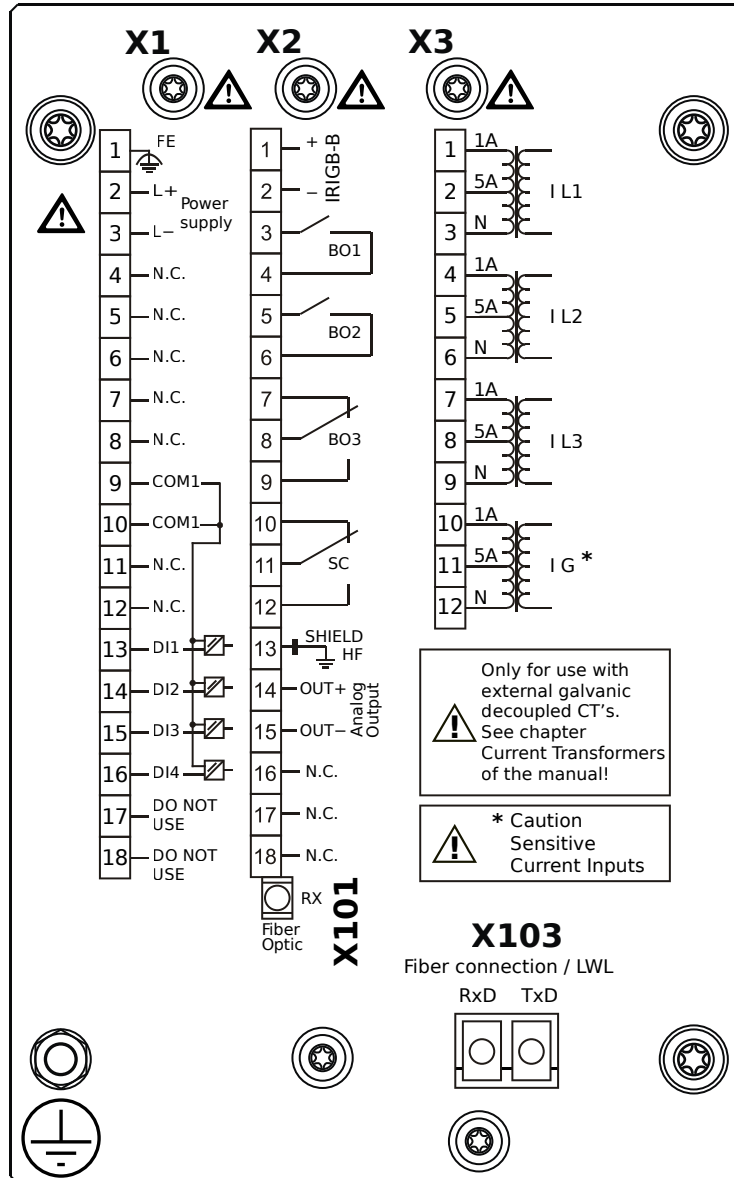 X1
X2
X3
1 FE
2 L+ Power
supply
3 L−
4 N.C.
5 N.C.
6 N.C.
7 N.C.
8 N.C.
9 COM1
10 COM1
11 N.C.
12 N.C.
13 DI1
14 DI2
15 DI3
16 DI4
17 DO NOT
USE
18 DO NOT
USE
1 +
2 −
IRIGB-B
3
BO1
4
5
BO2
6
7
8 BO3
9
10
11 SC
12
13 SHIELD
HF
14 OUT+
15 OUT−
Analog
Output
16 N.C.
17 N.C.
18 N.C.
RX
Fiber
Optic
X101
1 1A
2 5A I L1
3 N
4 1A
5 5A I L2
6 N
7 1A
8 5A I L3
9 N
10 1A
11 5A I G *
12 N
! Only for use with
external galvanic
decoupled CT's.
See chapter
Current Transformers
of the manual!
! * Caution
Sensitive
Current Inputs
X103
Fiber connection / LWL
RxD TxD